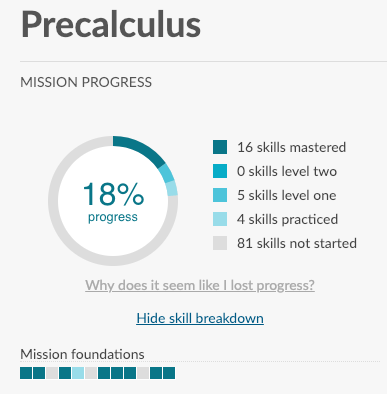 Precalculus
MISSION PROGRESS
18%
progress
16 skills mastered
0 skills level two
5 skills level one
4 skills practiced
81 skills not started
Why does it seem like I lost progress?
Hide skill breakdown
Mission foundations